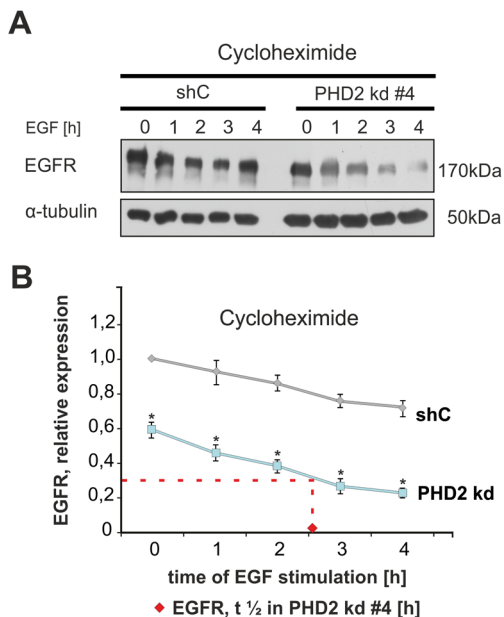 A
Cycloheximide
shC PHD2 kd #4
EGF [h] 0 1 2 3 4 0 1 2 3 4
EGFR 170kDa
α-tubulin 50kDa
B
Cycloheximide
EGFR, relative expression
1,2
1,0
0,8
0,6
0,4
0,2
0
* * * * *
shC
PHD2 kd
0 1 2 3 4
time of EGF stimulation [h]
EGFR, t ½ in PHD2 kd #4 [h]